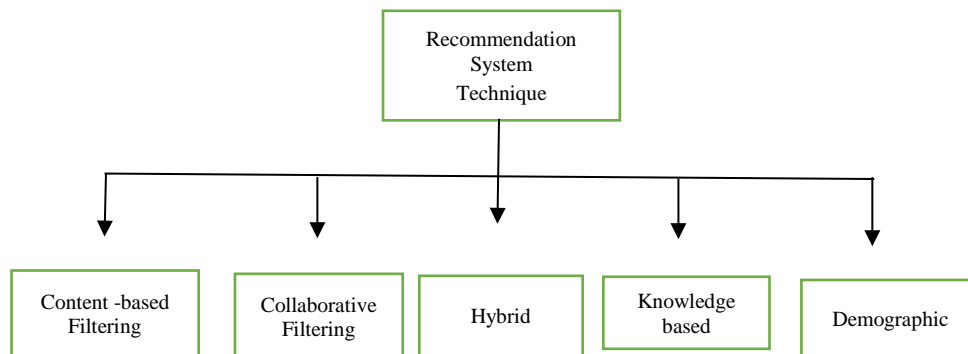 Recommendation
System
Technique
Content -based
Filtering
Collaborative
Filtering
Hybrid
Knowledge
based
Demographic